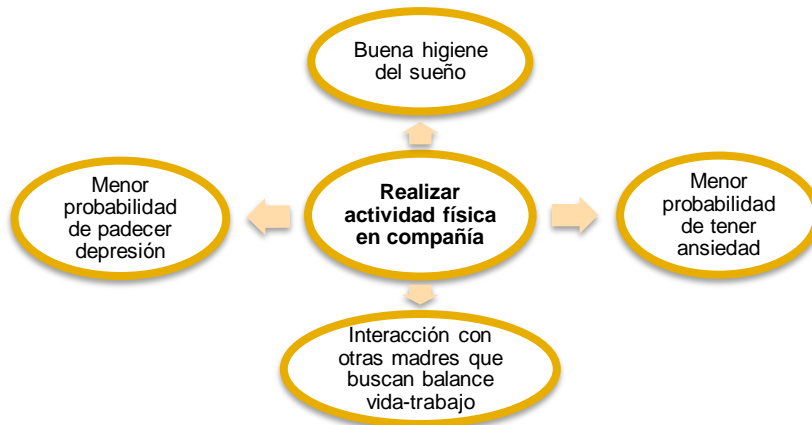 Buena higiene
del sueño
Menor
probabilidad
de padecer
depresión
Realizar
actividad física
en compañía
Menor
probabilidad
de tener
ansiedad
Interacción con
otras madres que
buscan balance
vida-trabajo